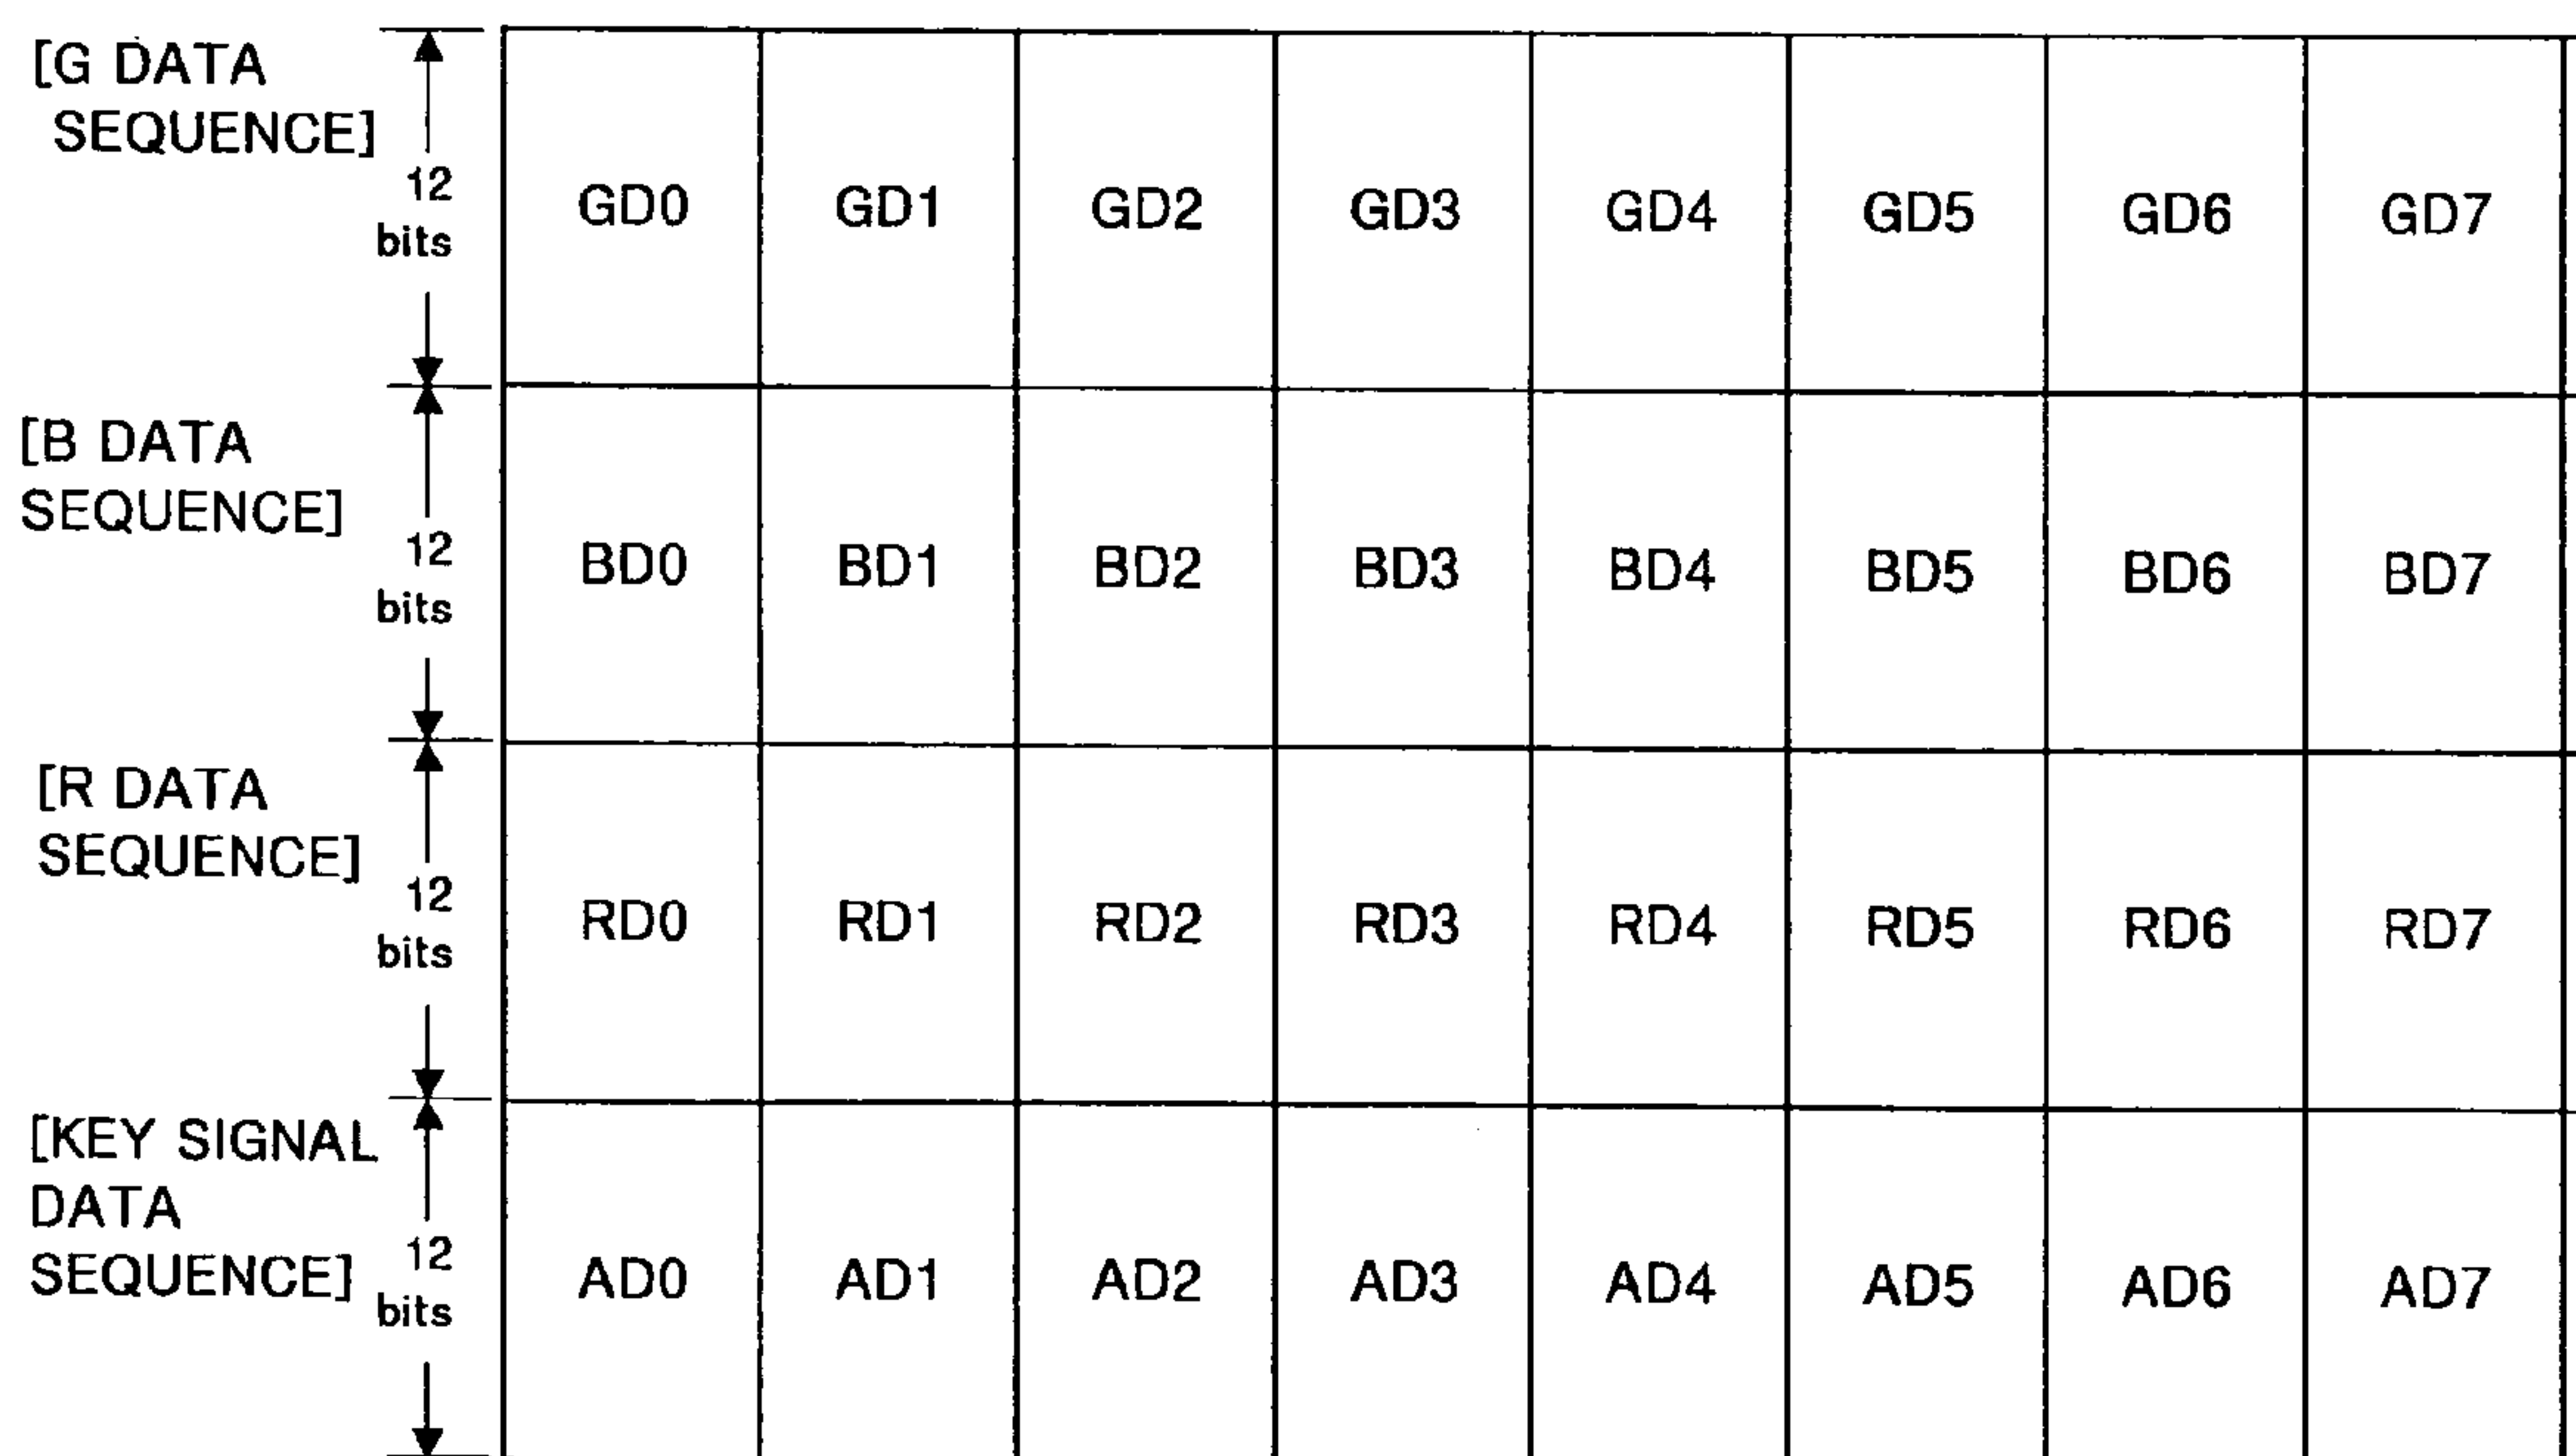 [G DATA
SEQUENCE]
12
bits
GD0 GD1 GD2 GD3 GD4 GD5 GD6 GD7
[B DATA
SEQUENCE]
12
bits
BD0 BD1 BD2 BD3 BD4 BD5 BD6 BD7
[R DATA
SEQUENCE]
12
bits
RD0 RD1 RD2 RD3 RD4 RD5 RD6 RD7
[KEY SIGNAL
DATA
SEQUENCE]
12
bits
AD0 AD1 AD2 AD3 AD4 AD5 AD6 AD7